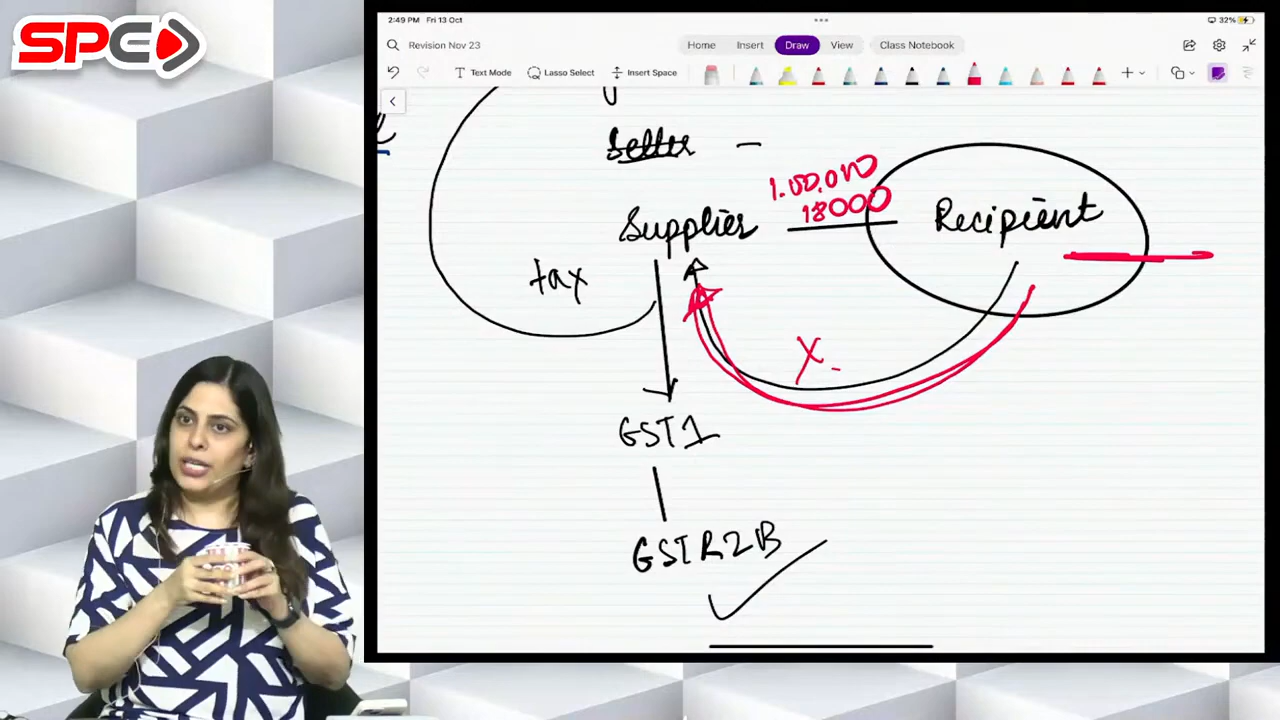 SPC
2:49 PM Fri 13 Oct
32%
Revision Nov 23
Home Insert Draw View Class Notebook
Text Mode Lasso Select Insert Space
Seller -
1,00,000
18000
Supplier
Recipient
tax
X
GST1
GSTR2B